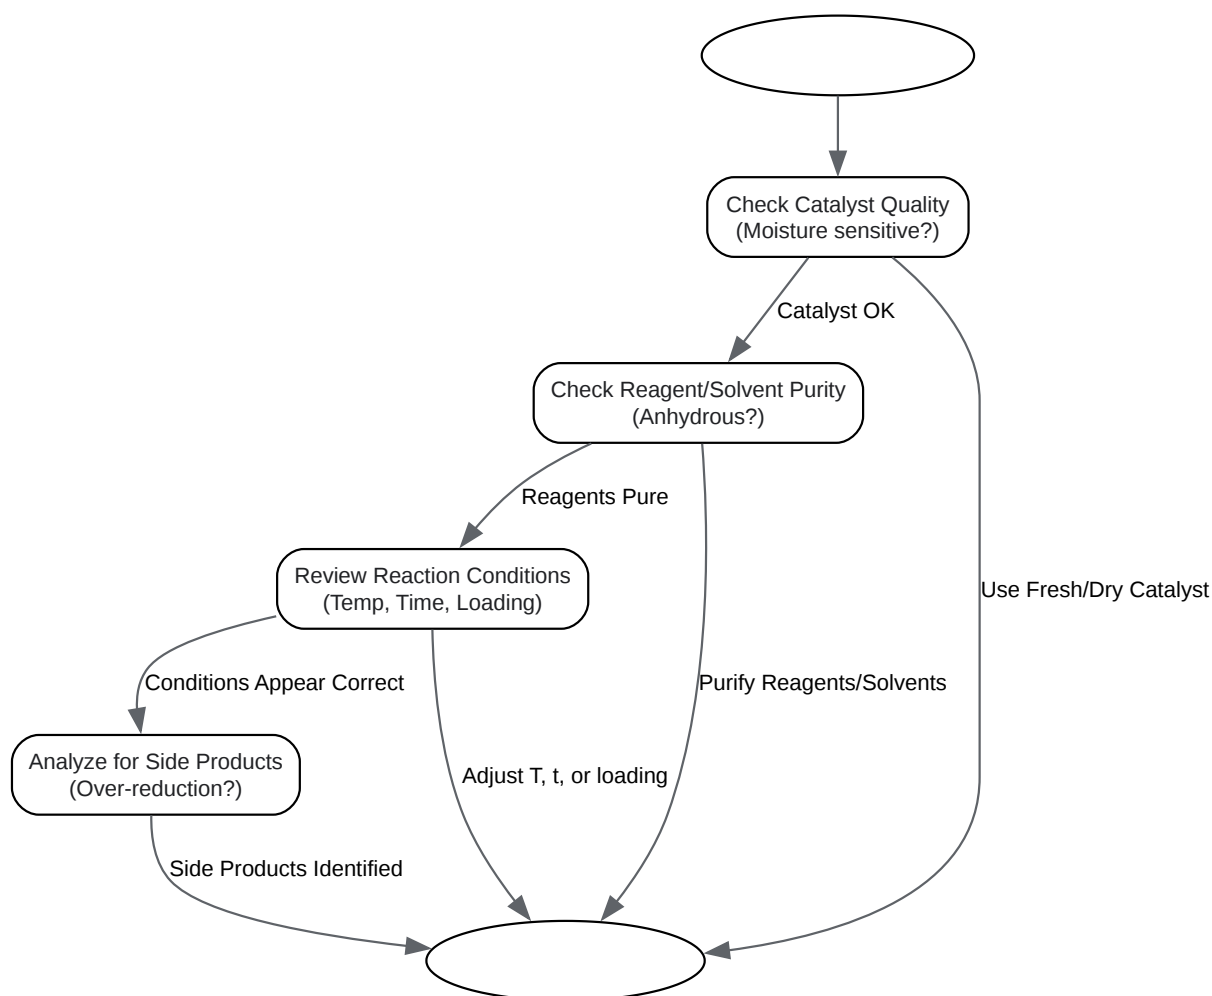 Check Catalyst Quality
(Moisture sensitive?)
Catalyst OK
Check Reagent/Solvent Purity
(Anhydrous?)
Reagents Pure
Review Reaction Conditions
(Temp, Time, Loading)
Use Fresh/Dry Catalyst
Conditions Appear Correct
Purify Reagents/Solvents
Analyze for Side Products
(Over-reduction?)
Adjust T, t, or loading
Side Products Identified